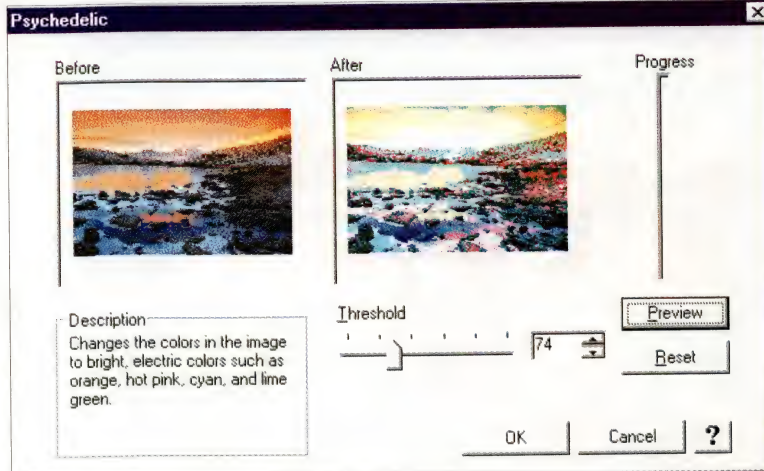 Psychedelic
Before
After
Progress
Description
Changes the colors in the image
to bright, electric colors such as
orange, hot pink, cyan, and lime
green.
Threshold
74
Preview
Reset
OK
Cancel
?